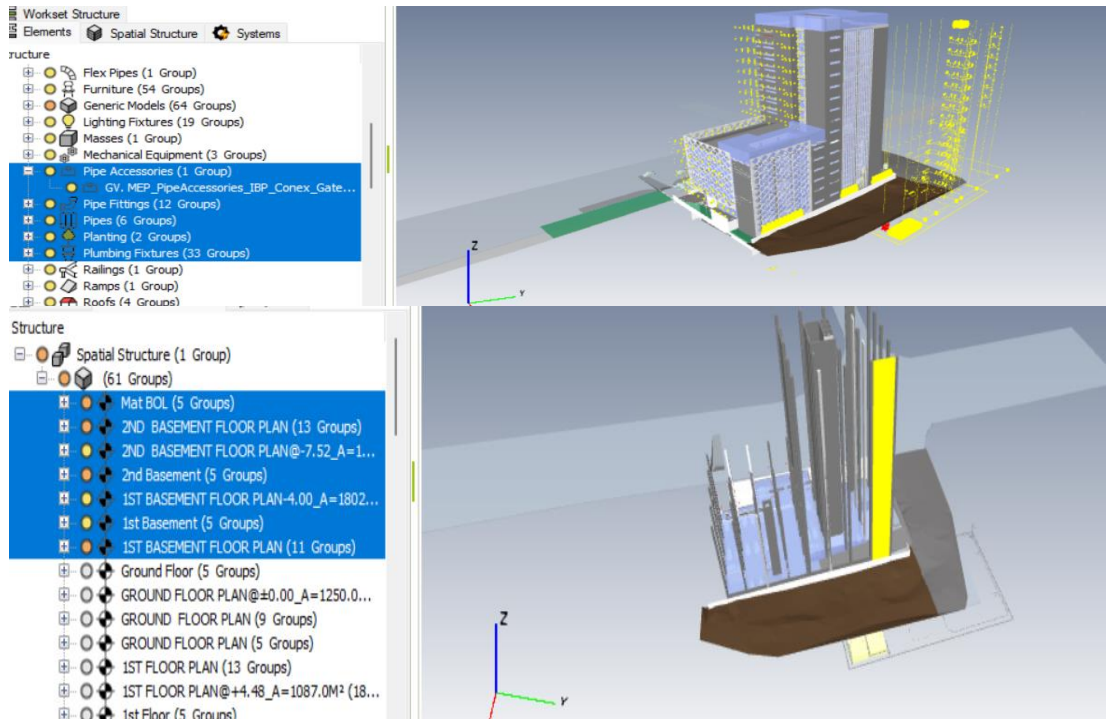 Workset Structure
Elements Spatial Structure Systems
ructure
Flex Pipes (1 Group)
Furniture (54 Groups)
Generic Models (64 Groups)
Lighting Fixtures (19 Groups)
Masses (1 Group)
Mechanical Equipment (3 Groups)
Pipe Accessories (1 Group)
GV. MEP_PipeAccessories_IBP_Conex_Gate...
Pipe Fittings (12 Groups)
Pipes (6 Groups)
Planting (2 Groups)
Plumbing Fixtures (33 Groups)
Railings (1 Group)
Ramps (1 Group)
Roofs (4 Groups)
Z
Y
Structure
Spatial Structure (1 Group)
(61 Groups)
Mat BOL (5 Groups)
2ND BASEMENT FLOOR PLAN (13 Groups)
2ND BASEMENT FLOOR PLAN@-7.52_A=1...
2nd Basement (5 Groups)
1ST BASEMENT FLOOR PLAN-4.00_A=1802...
1st Basement (5 Groups)
1ST BASEMENT FLOOR PLAN (11 Groups)
Ground Floor (5 Groups)
GROUND FLOOR PLAN@±0.00_A=1250.0...
GROUND FLOOR PLAN (9 Groups)
GROUND FLOOR PLAN (5 Groups)
1ST FLOOR PLAN (13 Groups)
1ST FLOOR PLAN@+4.48_A=1087.0M² (18...
1st Floor (5 Groups)
Z
Y